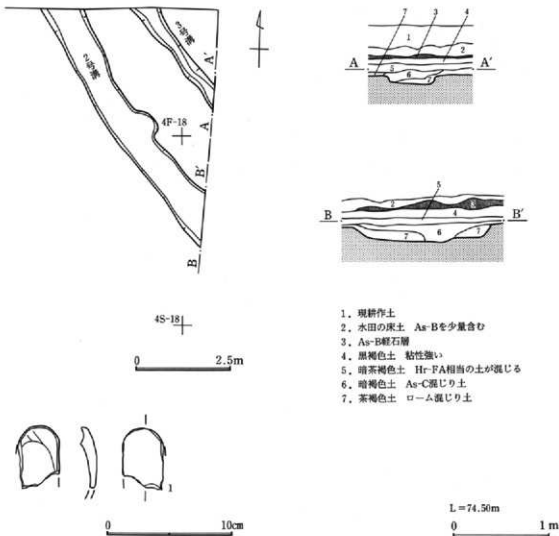 2号溝
3号溝
A'
A
B'
B
4F-18
4S-18
0 2.5m
7 3 4
1
2
A A'
5
6
7
5
2 3
B 4 B'
7 6 7
1. 現耕作土
2. 水田の床土 As-Bを少量含む
3. As-B軽石層
4. 黒褐色土 粘性強い
5. 暗茶褐色土 Hr-FA相当の土が混じる
6. 暗褐色土 As-C混じり土
7. 茶褐色土 ローム混じり土
1
0 10cm
L=74.50m
0 1m